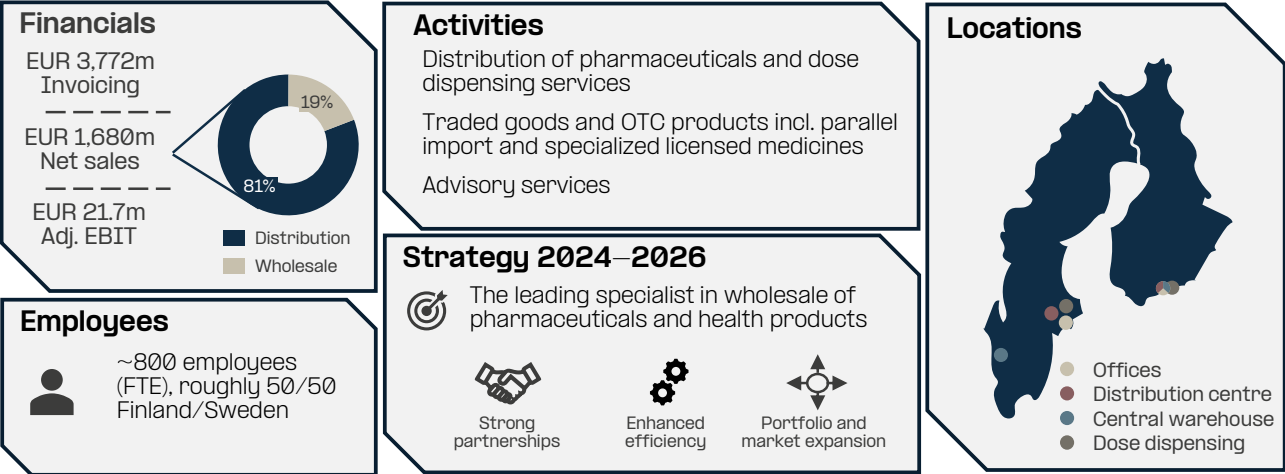 Financials
EUR 3,772m
Invoicing
EUR 1,680m
Net sales
EUR 21.7m
Adj. EBIT
19%
81%
Distribution
Wholesale
Employees
~800 employees
(FTE), roughly 50/50
Finland/Sweden
Activities
Distribution of pharmaceuticals and dose
dispensing services
Traded goods and OTC products incl. parallel
import and specialized licensed medicines
Advisory services
Strategy 2024–2026
The leading specialist in wholesale of
pharmaceuticals and health products
Strong
partnerships
Enhanced
efficiency
Portfolio and
market expansion
Locations
Offices
Distribution centre
Central warehouse
Dose dispensing